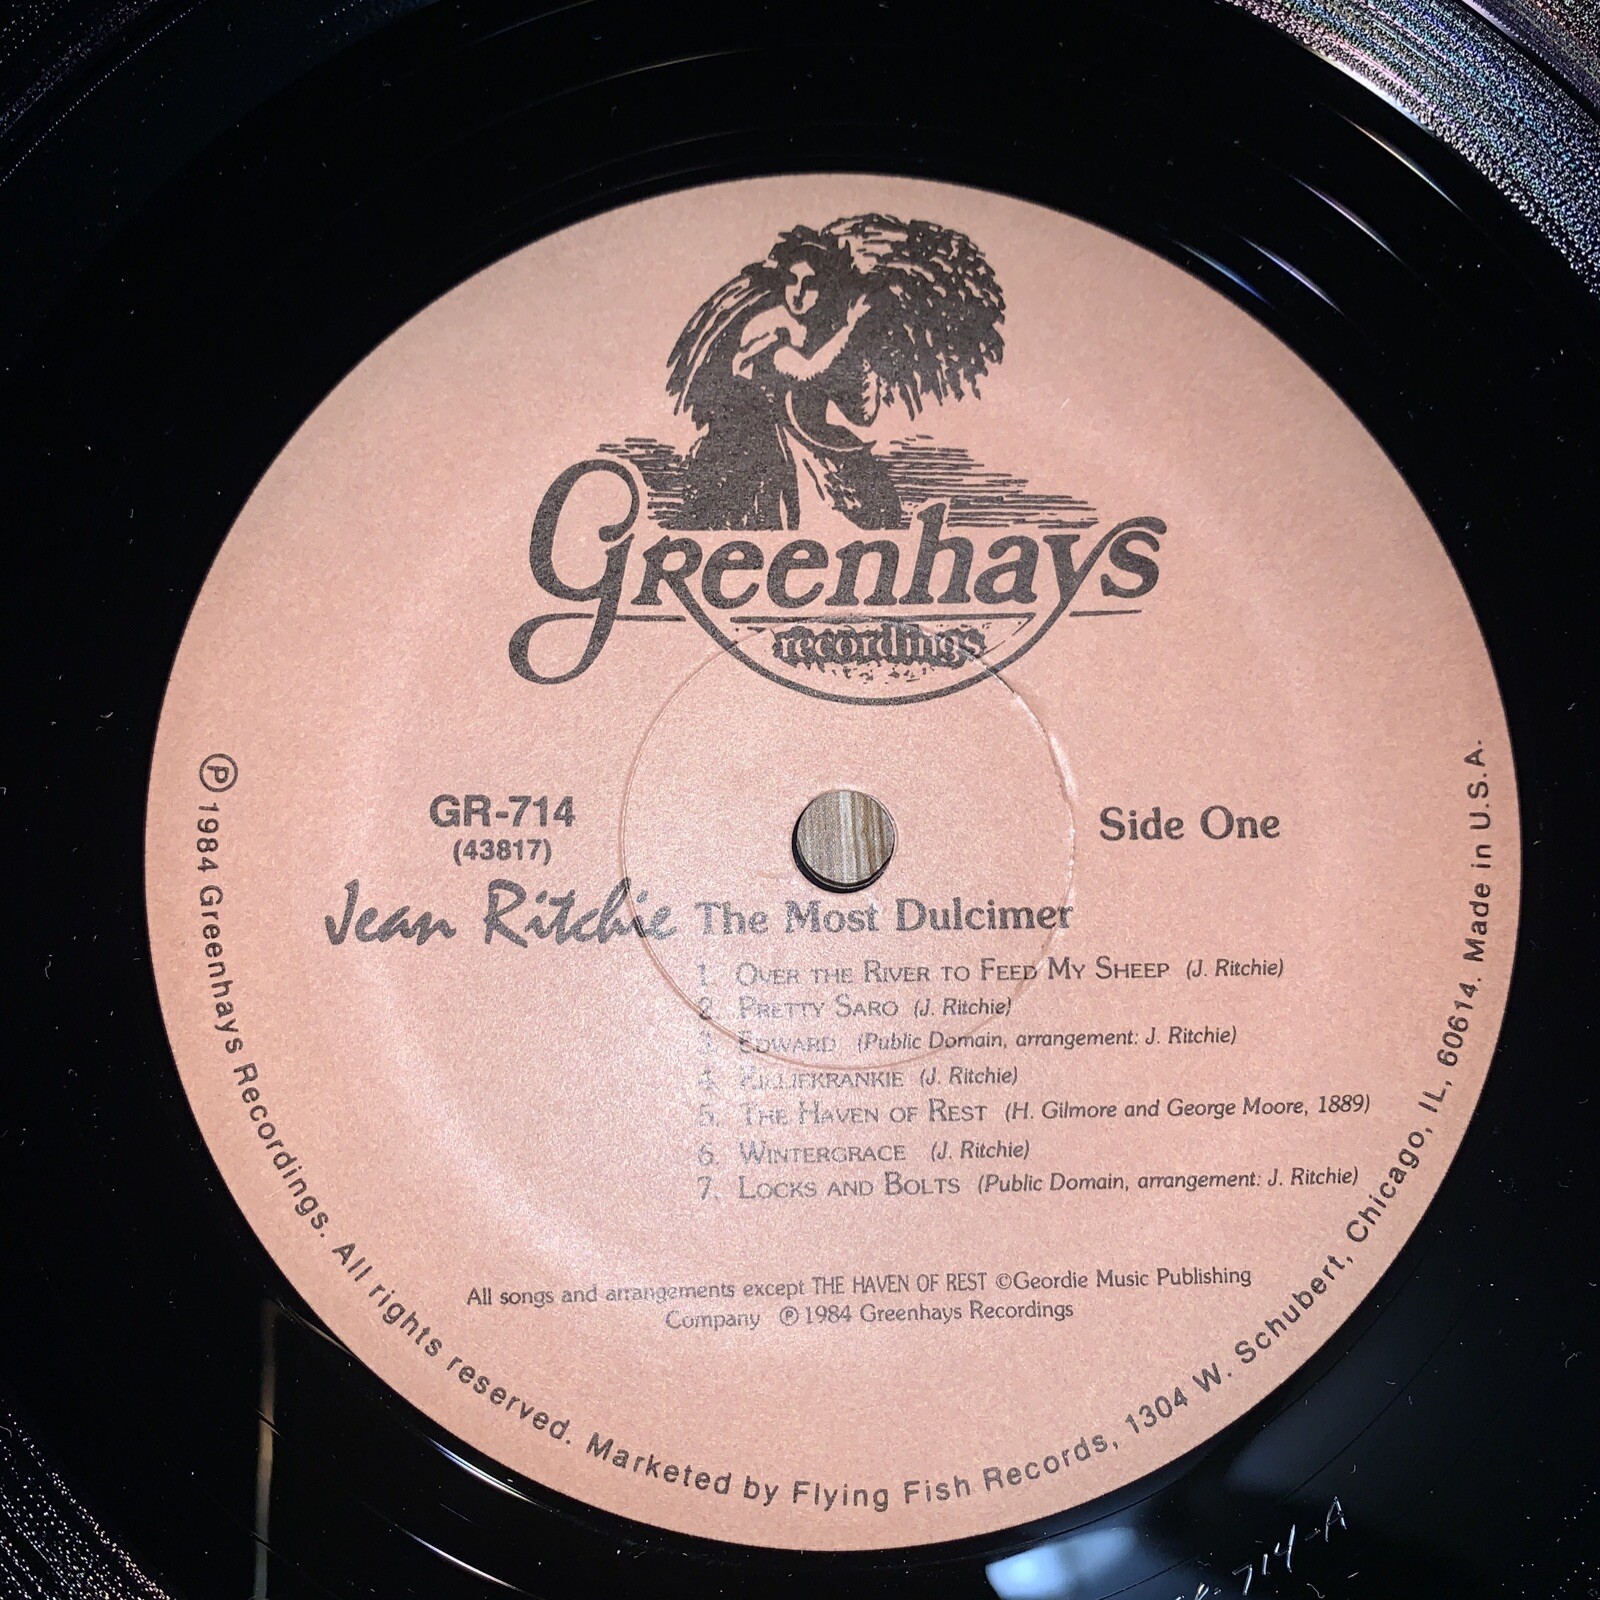 Greenhays
recordings
GR-714
(43817)
Side One
Jean Ritchie The Most Dulcimer
1. OVER THE RIVER TO FEED MY SHEEP (J. Ritchie)
2. PRETTY SARO (J. Ritchie)
3. EDWARD (Public Domain, arrangement: J. Ritchie)
4. KILLIEKRANKIE (J. Ritchie)
5. THE HAVEN OF REST (H. Gilmore and George Moore, 1889)
6. WINTERGRACE (J. Ritchie)
7. LOCKS AND BOLTS (Public Domain, arrangement: J. Ritchie)
All songs and arrangements except THE HAVEN OF REST ©Geordie Music Publishing
Company ℗1984 Greenhays Recordings
℗ 1984 Greenhays Recordings. All rights reserved. Marketed by Flying Fish Records, 1304 W. Schubert, Chicago, IL, 60614. Made in U.S.A.
714-A